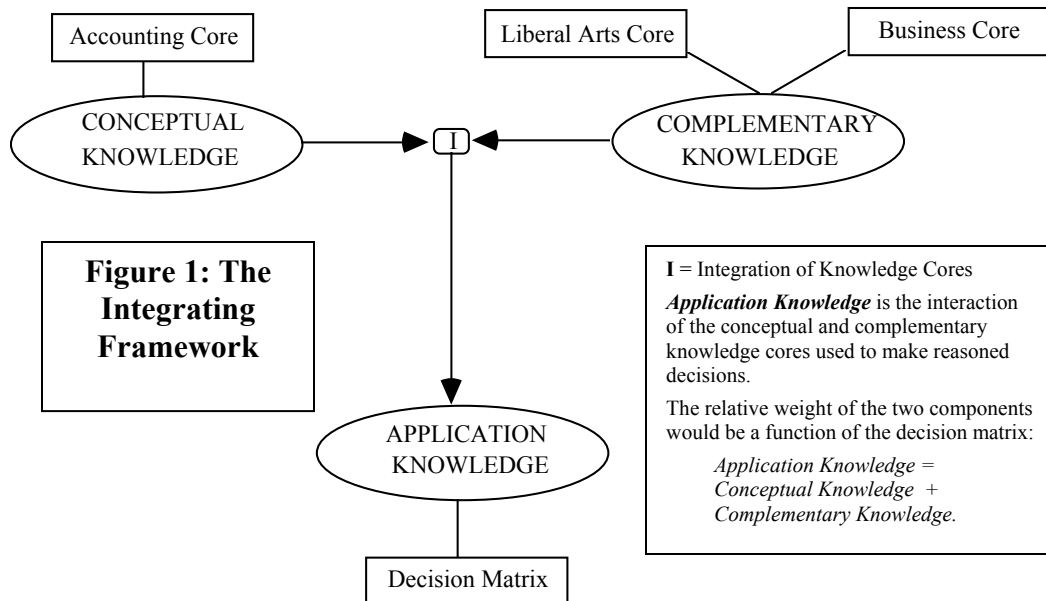 Accounting Core
Liberal Arts Core
Business Core
CONCEPTUAL
KNOWLEDGE
I
COMPLEMENTARY
KNOWLEDGE
Figure 1: The
Integrating
Framework
I = Integration of Knowledge Cores
Application Knowledge is the interaction
of the conceptual and complementary
knowledge cores used to make reasoned
decisions.
The relative weight of the two components
would be a function of the decision matrix:
Application Knowledge =
Conceptual Knowledge +
Complementary Knowledge.
APPLICATION
KNOWLEDGE
Decision Matrix